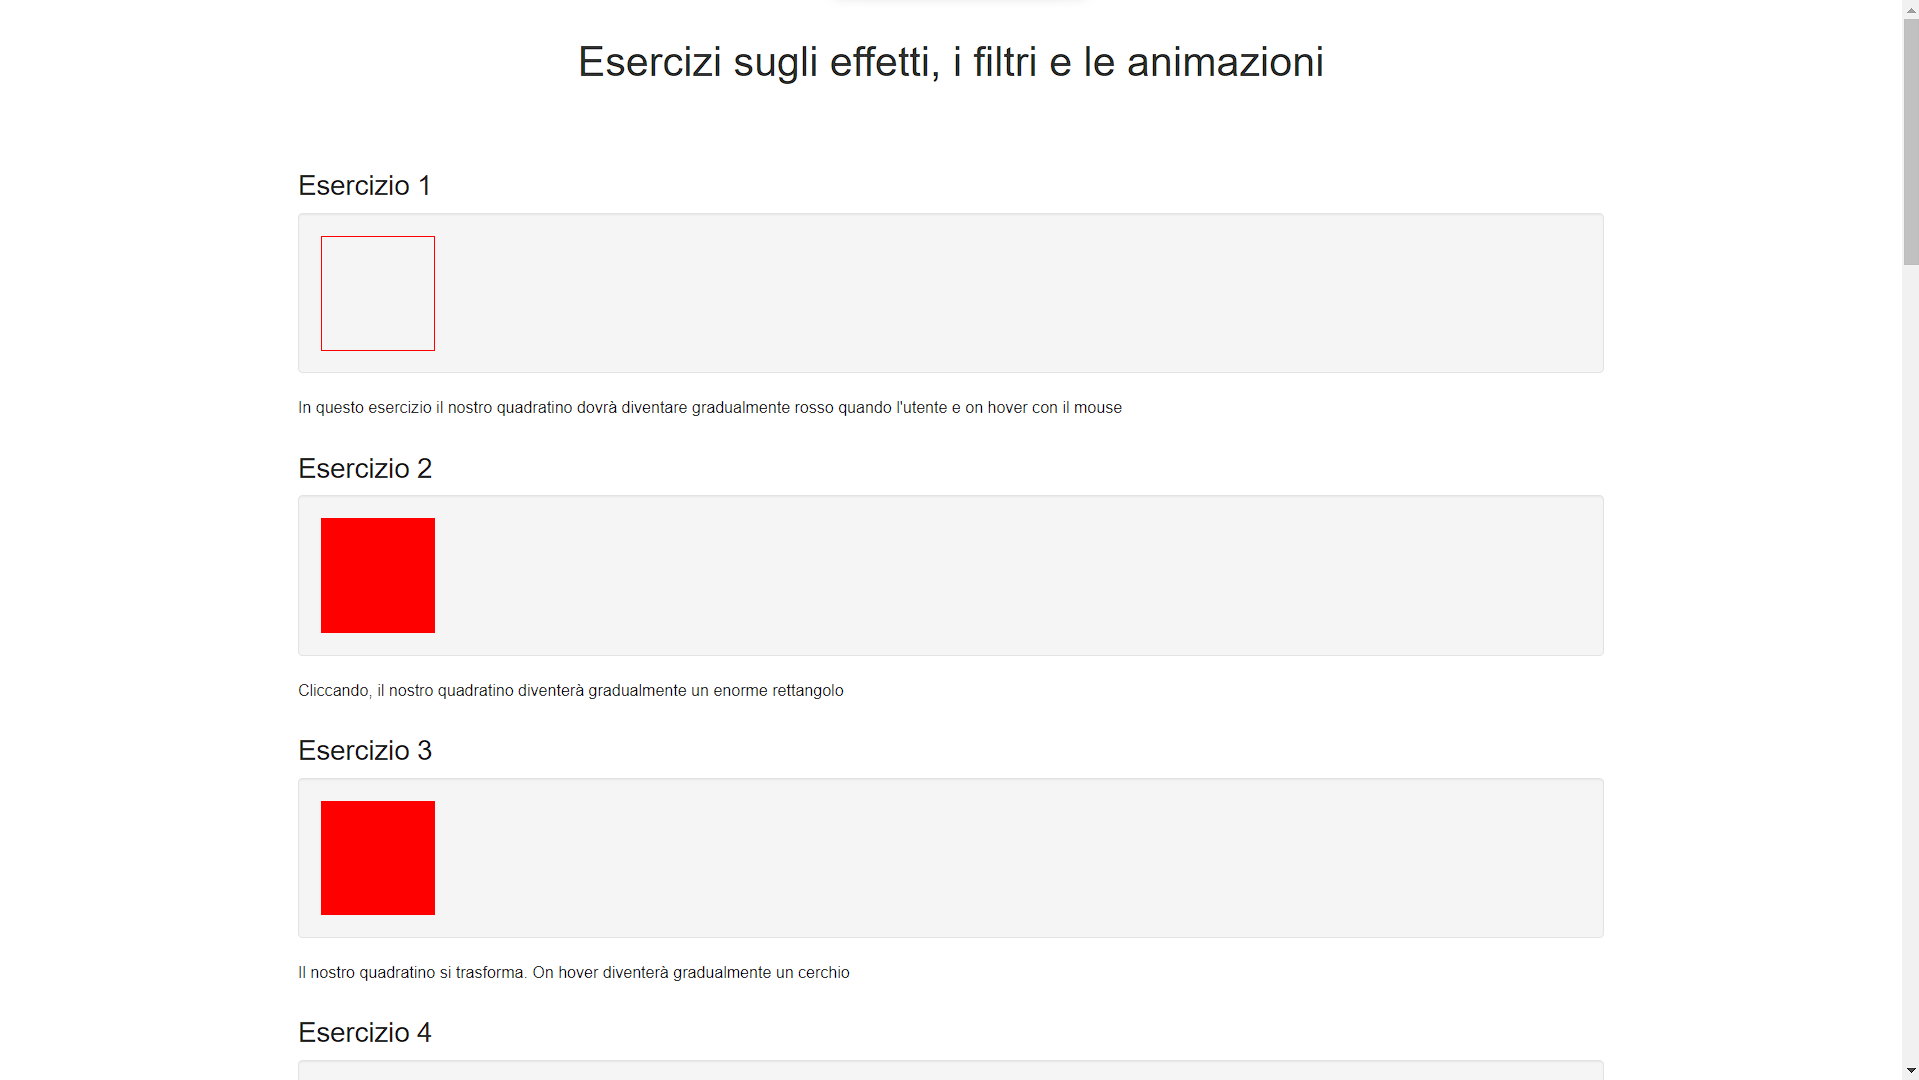 Esercizi sugli effetti, i filtri e le animazioni
Esercizio 1
In questo esercizio il nostro quadratino dovrà diventare gradualmente rosso quando l'utente e on hover con il mouse
Esercizio 2
Cliccando, il nostro quadratino diventerà gradualmente un enorme rettangolo
Esercizio 3
Il nostro quadratino si trasforma. On hover diventerà gradualmente un cerchio
Esercizio 4